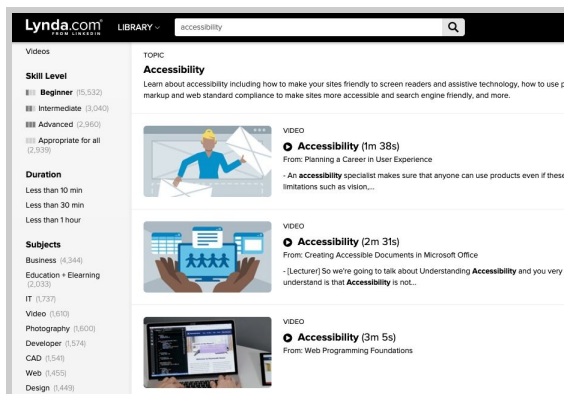 Lynda.com®
FROM LINKEDIN
LIBRARY
accessibility
Videos
Skill Level
Beginner (15,532)
Intermediate (3,040)
Advanced (2,960)
Appropriate for all
(2,939)
Duration
Less than 10 min
Less than 30 min
Less than 1 hour
Subjects
Business (4,344)
Education + Elearning
(2,033)
IT (1,737)
Video (1,610)
Photography (1,600)
Developer (1,574)
CAD (1,541)
Web (1,455)
Design (1,449)
TOPIC
Accessibility
Learn about accessibility including how to make your sites friendly to screen readers and assistive technology, how to use p
markup and web standard compliance to make sites more accessible and search engine friendly, and more.
VIDEO
Accessibility (1m 38s)
From: Planning a Career in User Experience
- An accessibility specialist makes sure that anyone can use products even if these
limitations such as vision,...
VIDEO
Accessibility (2m 31s)
From: Creating Accessible Documents in Microsoft Office
- [Lecturer] So we're going to talk about Understanding Accessibility and you very
understand is that Accessibility is not...
VIDEO
Accessibility (3m 5s)
From: Web Programming Foundations